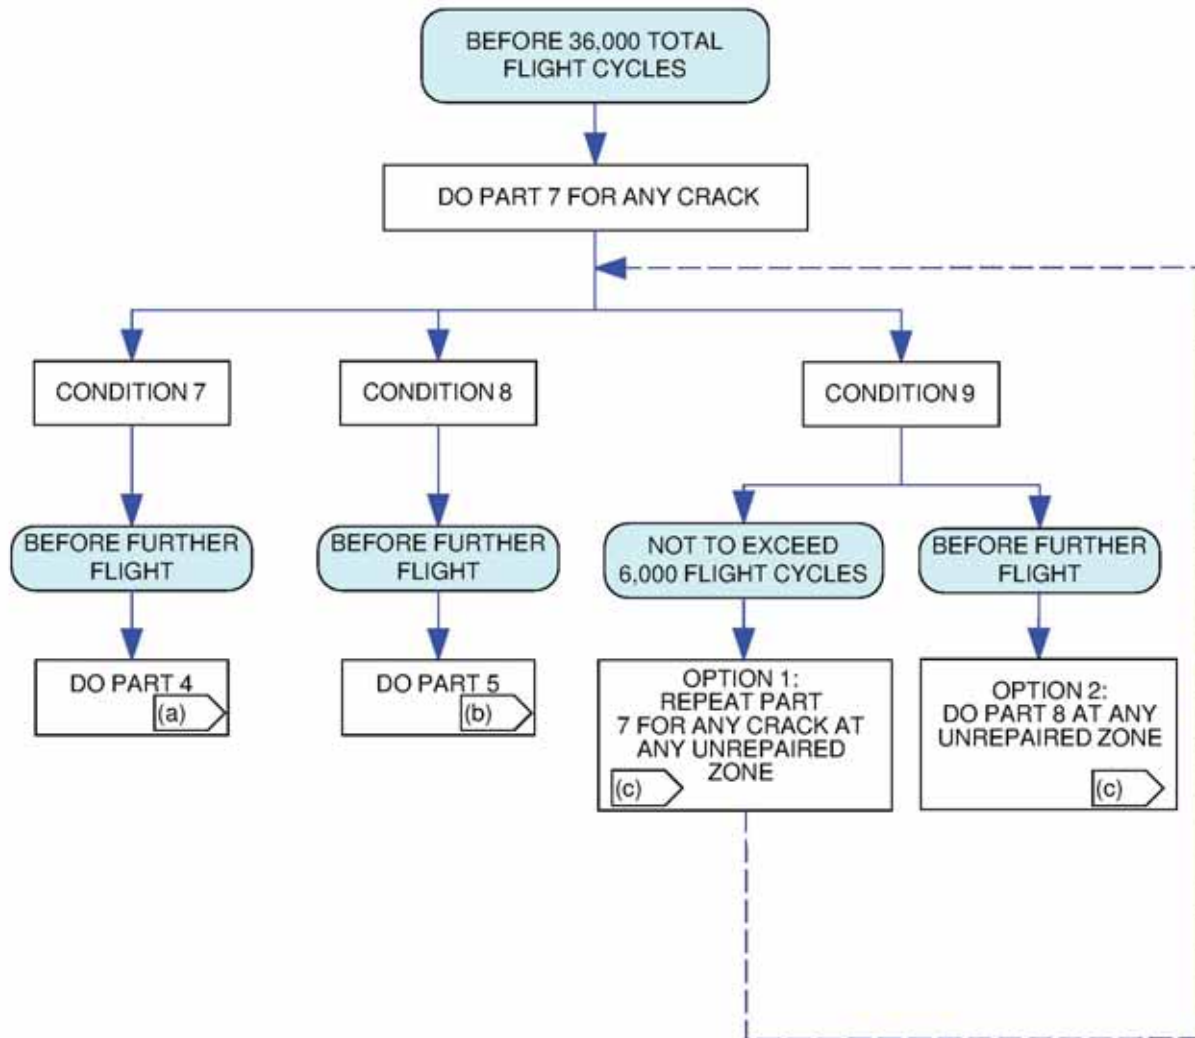 BEFORE 36,000 TOTAL
FLIGHT CYCLES
DO PART 7 FOR ANY CRACK
CONDITION 7
CONDITION 8
CONDITION 9
BEFORE FURTHER
FLIGHT
BEFORE FURTHER
FLIGHT
NOT TO EXCEED
6,000 FLIGHT CYCLES
BEFORE FURTHER
FLIGHT
DO PART 4
(a)
DO PART 5
(b)
OPTION 1:
REPEAT PART
7 FOR ANY CRACK AT
ANY UNREPAIRED
ZONE
(c)
OPTION 2:
DO PART 8 AT ANY
UNREPAIRED ZONE
(c)